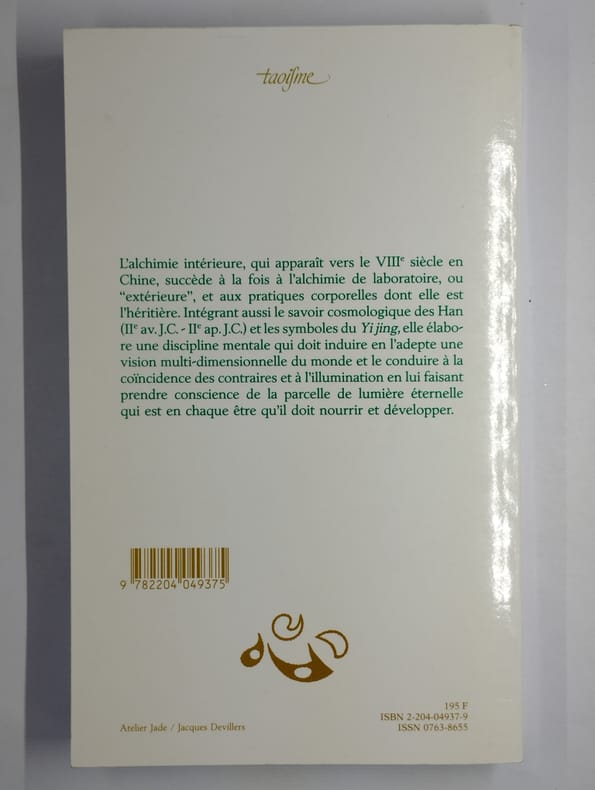 taoïsme
L'alchimie intérieure, qui apparaît vers le VIIIᵉ siècle en
Chine, succède à la fois à l'alchimie de laboratoire, ou
“extérieure”, et aux pratiques corporelles dont elle est
l'héritière. Intégrant aussi le savoir cosmologique des Han
(IIᵉ av. J.C. - IIᵉ ap. J.C.) et les symboles du Yi jing, elle élabo-
re une discipline mentale qui doit induire en l'adepte une
vision multi-dimensionnelle du monde et le conduire à la
coïncidence des contraires et à l'illumination en lui faisant
prendre conscience de la parcelle de lumière éternelle
qui est en chaque être qu'il doit nourrir et développer.
9 782204 049375
195 F
ISBN 2-204-04937-9
ISSN 0763-8655
Atelier Jade / Jacques Devillers